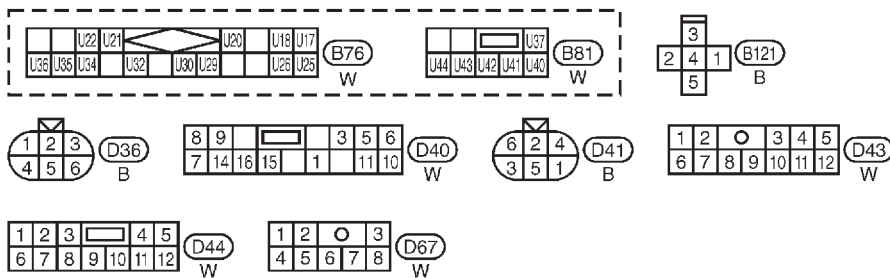 U22 U21 U20 U18 U17
U36 U35 U34 U32 U30 U29 U26 U25
B76
W
U37
U44 U43 U42 U41 U40
B81
W
3
2 4 1
5
B121
B
1 2 3
4 5 6
D36
B
8 9 3 5 6
7 14 16 15 1 11 10
D40
W
6 2 4
3 5 1
D41
B
1 2 3 4 5
6 7 8 9 10 11 12
D43
W
1 2 3 4 5
6 7 8 9 10 11 12
D44
W
1 2 3
4 5 6 7 8
D67
W